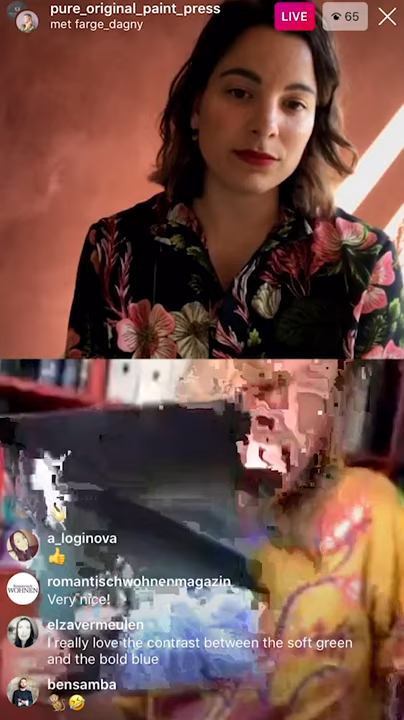 pure_original_paint_press
met farge_dagny
LIVE
65
a_loginova
romantischwohnenmagazin
WOHNEN
Very nice!
elzavermeulen
I really love the contrast between the soft green
and the bold blue
bensamba